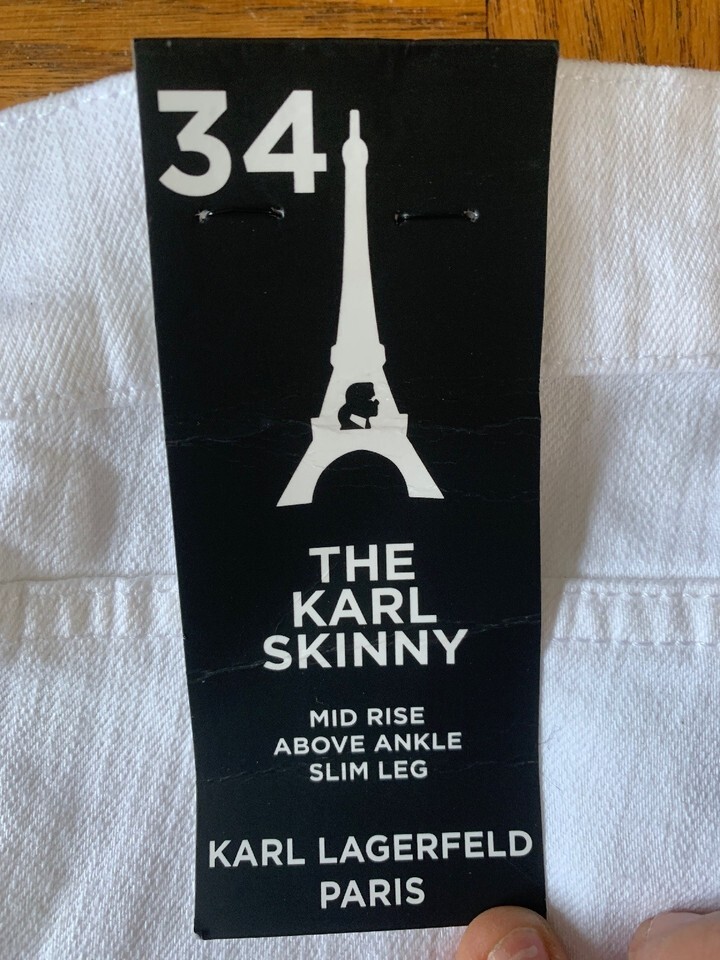 34
THE
KARL
SKINNY
MID RISE
ABOVE ANKLE
SLIM LEG
KARL LAGERFELD
PARIS